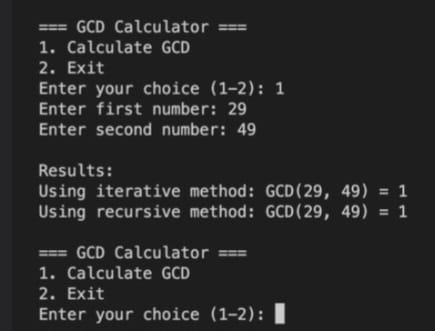 === GCD Calculator ===
1. Calculate GCD
2. Exit
Enter your choice (1-2): 1
Enter first number: 29
Enter second number: 49
Results:
Using iterative method: GCD(29, 49) = 1
Using recursive method: GCD(29, 49) = 1
=== GCD Calculator ===
1. Calculate GCD
2. Exit
Enter your choice (1-2):